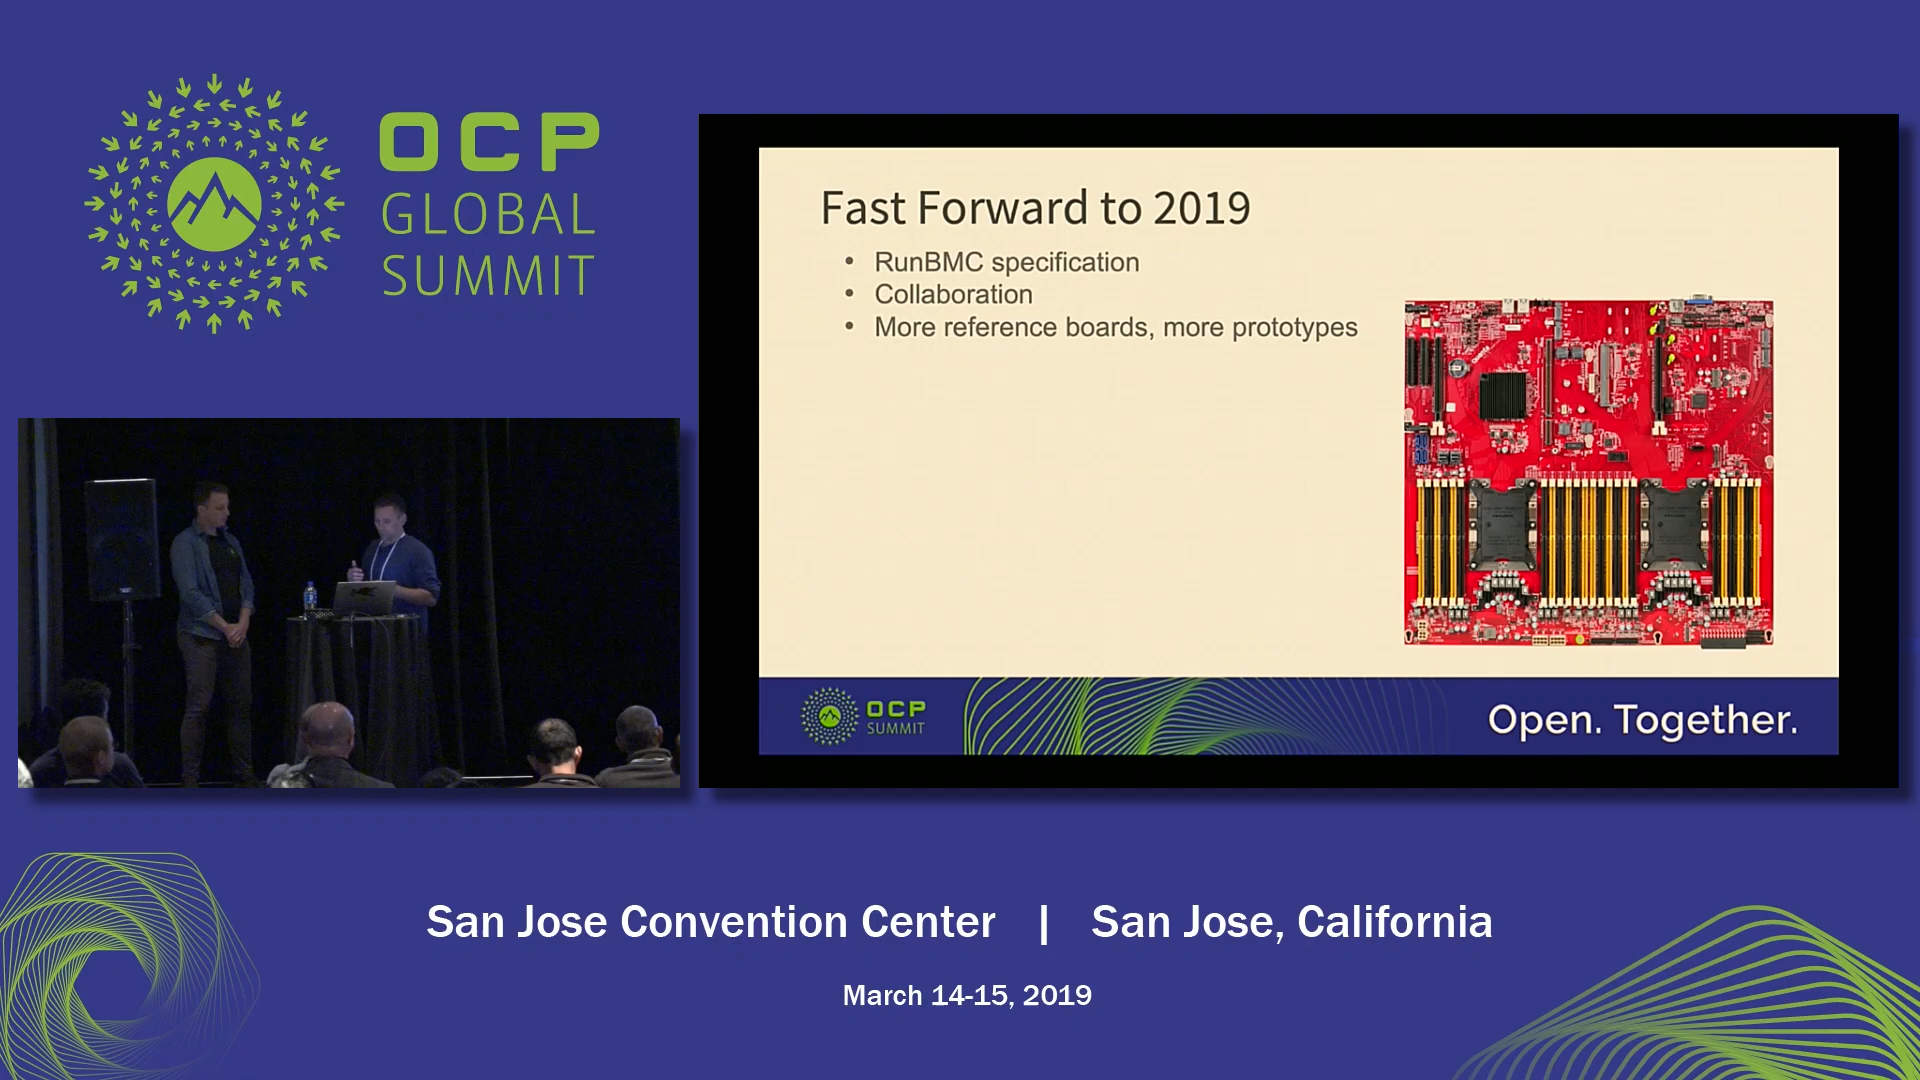 OCP
GLOBAL
SUMMIT
Fast Forward to 2019
• RunBMC specification
• Collaboration
• More reference boards, more prototypes
OCP
SUMMIT
Open. Together.
San Jose Convention Center | San Jose, California
March 14-15, 2019